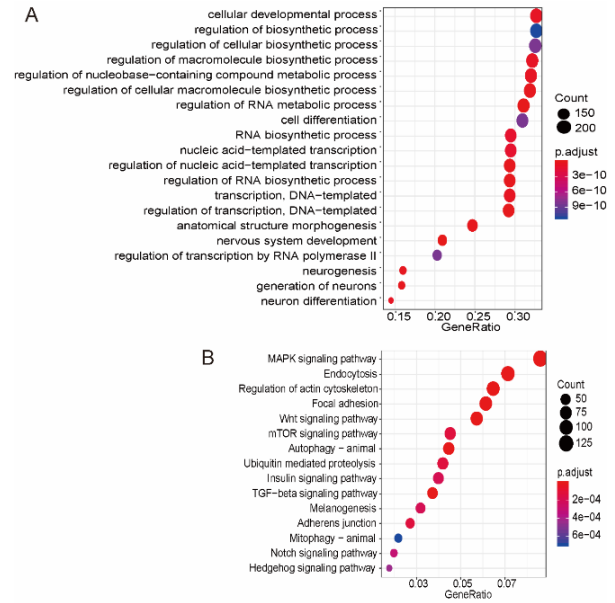 A
cellular developmental process
regulation of biosynthetic process
regulation of cellular biosynthetic process
regulation of macromolecule biosynthetic process
regulation of nucleobase−containing compound metabolic process
regulation of cellular macromolecule biosynthetic process
regulation of RNA metabolic process
cell differentiation
RNA biosynthetic process
nucleic acid−templated transcription
regulation of nucleic acid−templated transcription
regulation of RNA biosynthetic process
transcription, DNA−templated
regulation of transcription, DNA−templated
anatomical structure morphogenesis
nervous system development
regulation of transcription by RNA polymerase II
neurogenesis
generation of neurons
neuron differentiation
0.15 0.20 0.25 0.30
GeneRatio
Count
150
200
p.adjust
3e−10
6e−10
9e−10
B
MAPK signaling pathway
Endocytosis
Regulation of actin cytoskeleton
Focal adhesion
Wnt signaling pathway
mTOR signaling pathway
Autophagy − animal
Ubiquitin mediated proteolysis
Insulin signaling pathway
TGF−beta signaling pathway
Melanogenesis
Adherens junction
Mitophagy − animal
Notch signaling pathway
Hedgehog signaling pathway
0.03 0.05 0.07
GeneRatio
Count
50
75
100
125
p.adjust
2e−04
4e−04
6e−04